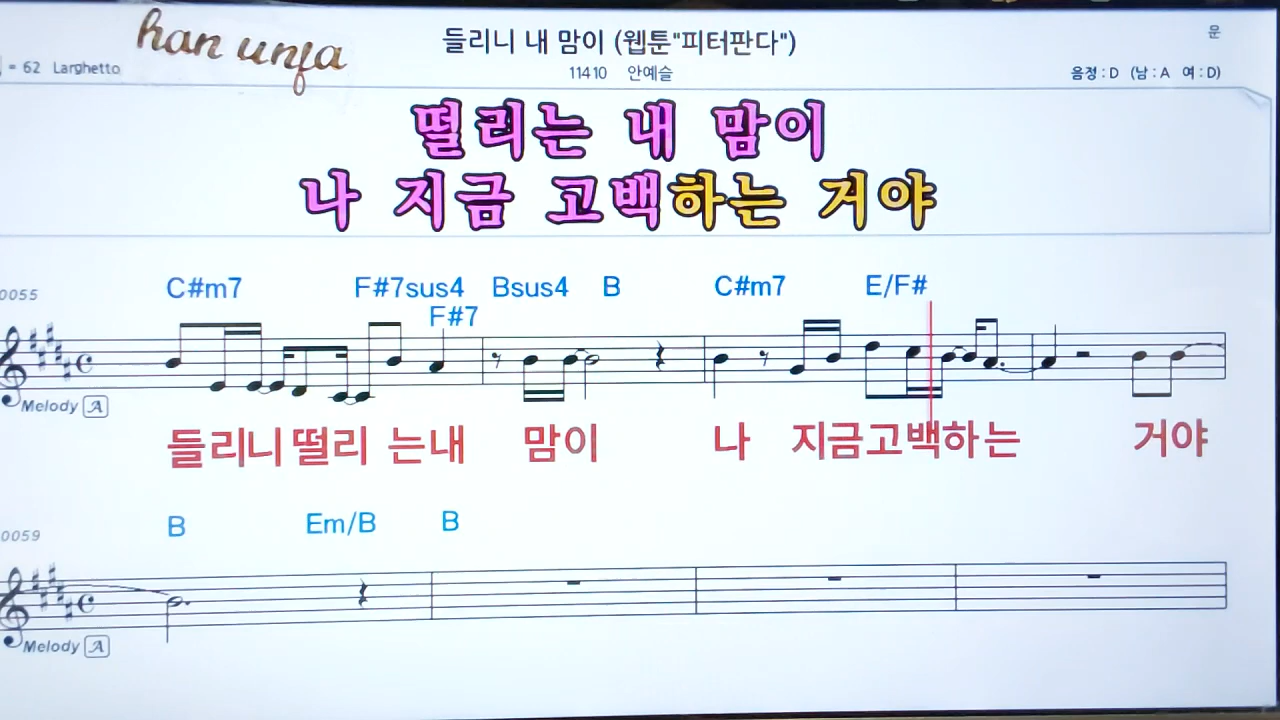 han unja
들리니 내 맘이 (웹툰"피터판다")
운
= 62 Larghetto
11410 안예슬
음정 : D (남 : A 여 : D)
떨리는 내 맘이
나 지금 고백하는 거야
0055
C#m7 F#7sus4 Bsus4 B C#m7 E/F#
F#7
Melody A
들리니 떨리 는내 맘이 나 지금고백하는 거야
0059
B Em/B B
Melody A